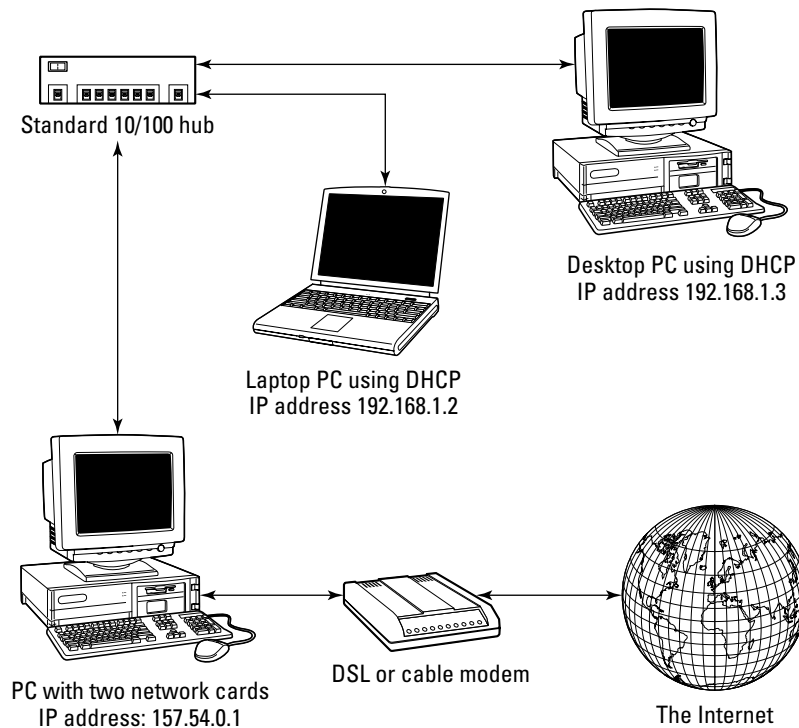 Standard 10/100 hub
Desktop PC using DHCP
IP address 192.168.1.3
Laptop PC using DHCP
IP address 192.168.1.2
DSL or cable modem
PC with two network cards
IP address: 157.54.0.1
The Internet